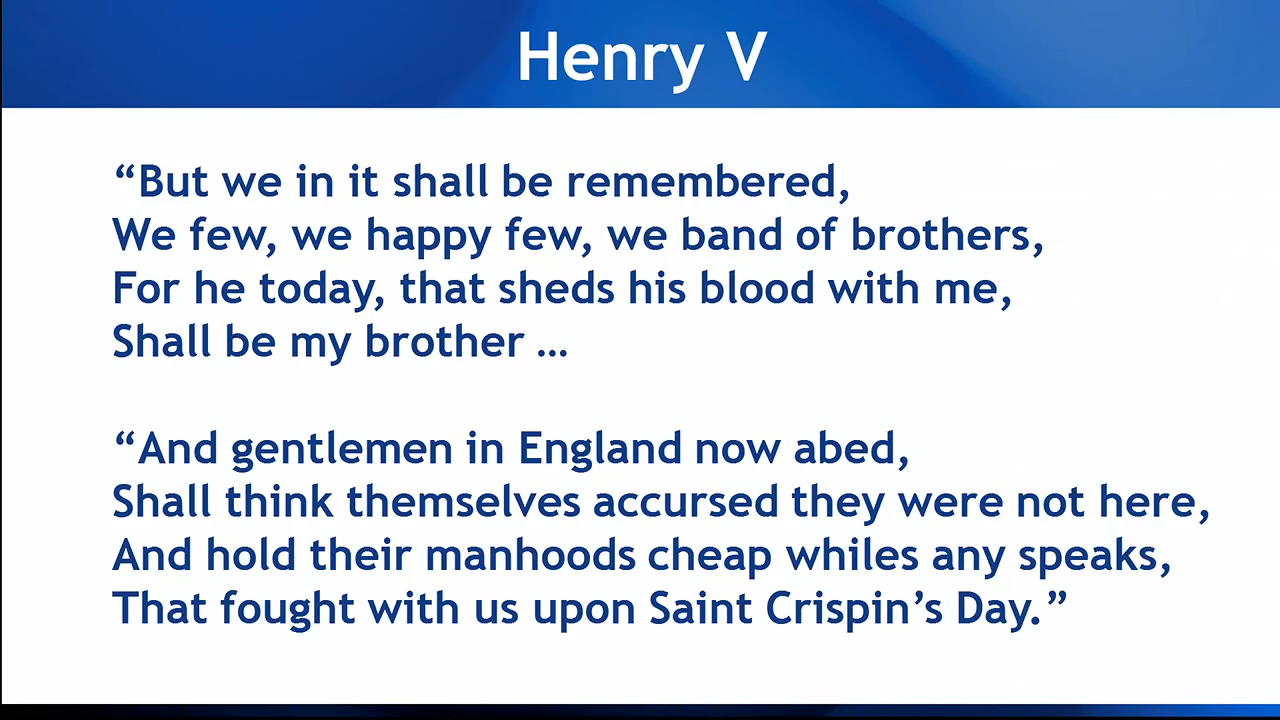 Henry V
“But we in it shall be remembered,
We few, we happy few, we band of brothers,
For he today, that sheds his blood with me,
Shall be my brother …
“And gentlemen in England now abed,
Shall think themselves accursed they were not here,
And hold their manhoods cheap whiles any speaks,
That fought with us upon Saint Crispin’s Day.”